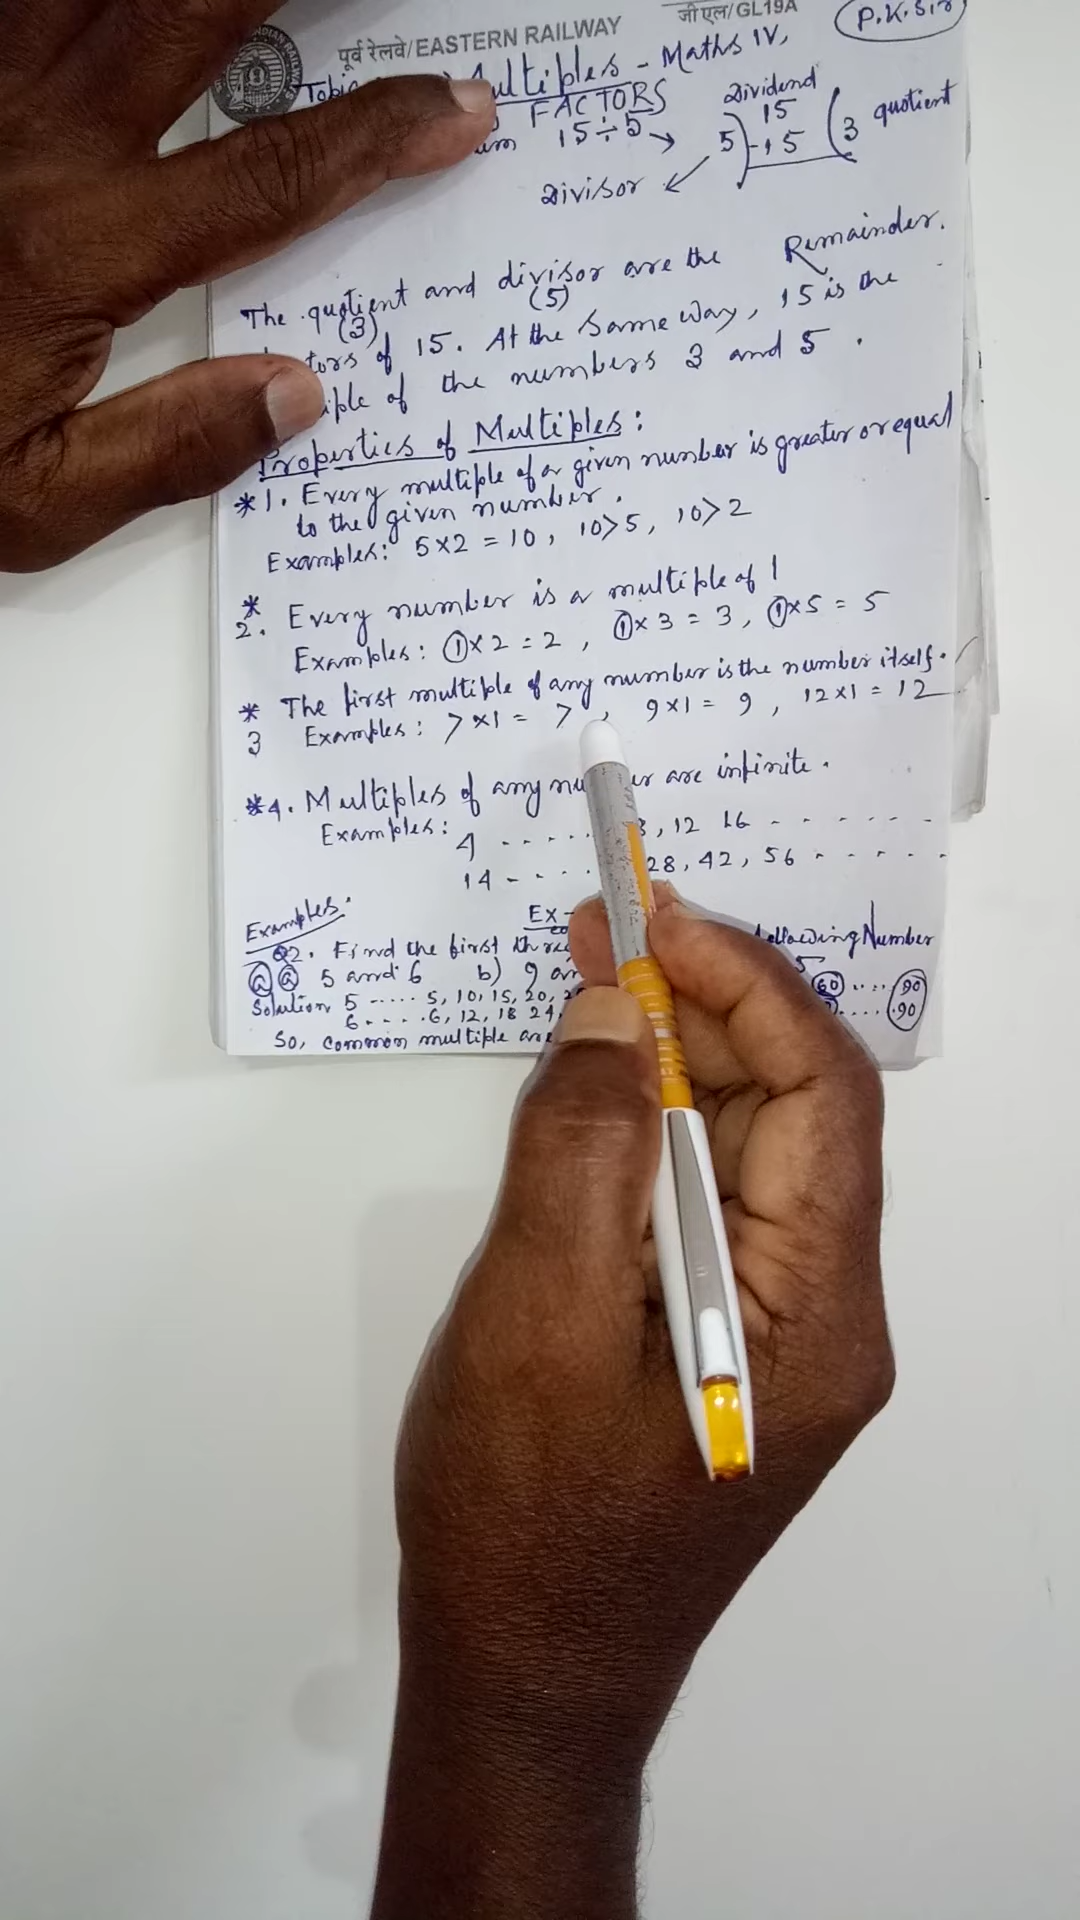 पूर्व रेलवे/EASTERN RAILWAY
जी एल/GL19A
P.K. Sir
Multiples - Maths IV,
FACTORS
15÷5 →
Dividend
15
5) -15 (3 quotient
Divisor
Remainder.
The quotient and divisor are the
(3) (5)
of 15. At the same way, 15 is the
of the numbers 3 and 5.
Properties of Multiples:
*1. Every multiple of a given number is greater or equal
to the given number.
Examples: 5×2 = 10, 10>5, 10>2
* 2. Every number is a multiple of 1
Examples: 1×2 = 2, 1×3 = 3, 1×5 = 5
* 3 The first multiple of any number is the number itself.
Examples: 7×1 = 7, 9×1 = 9, 12×1 = 12
*4. Multiples of any are infinite.
Examples:
4 ..... , 12 16 - - - - - -
14 - .... 28, 42, 56 - - - - -
Examples.
Q2. Find the first following Number
a 5 and 6 b) 9
Solution 5 ..... 5, 10, 15, 20, 60 .... 90
6 .... 6, 12, 18 24, .... 90
So, common multiple are